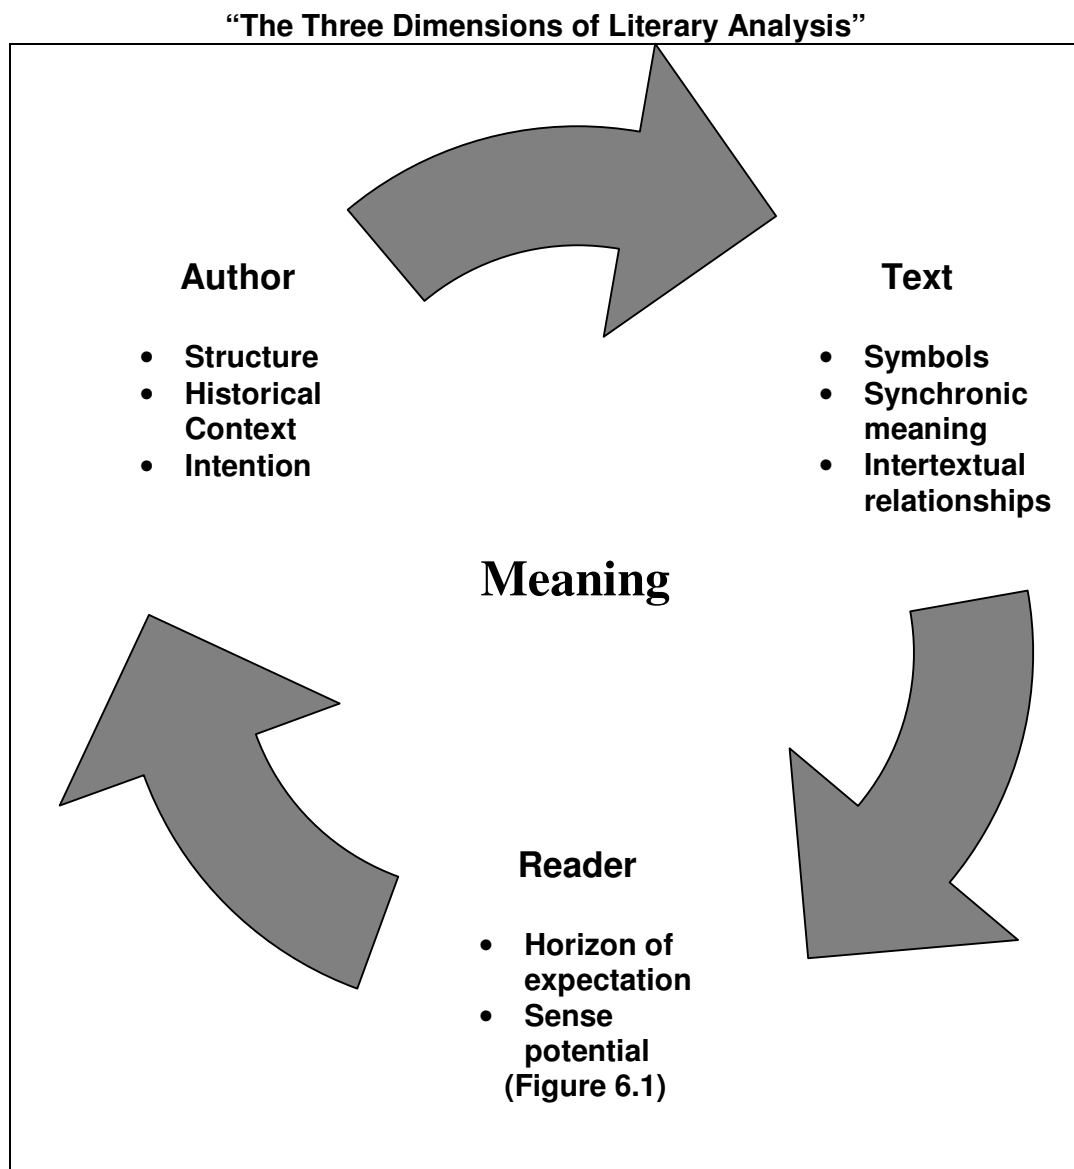 “The Three Dimensions of Literary Analysis”
Author
• Structure
• Historical
Context
• Intention
Text
• Symbols
• Synchronic
meaning
• Intertextual
relationships
Meaning
Reader
• Horizon of
expectation
• Sense
potential
(Figure 6.1)